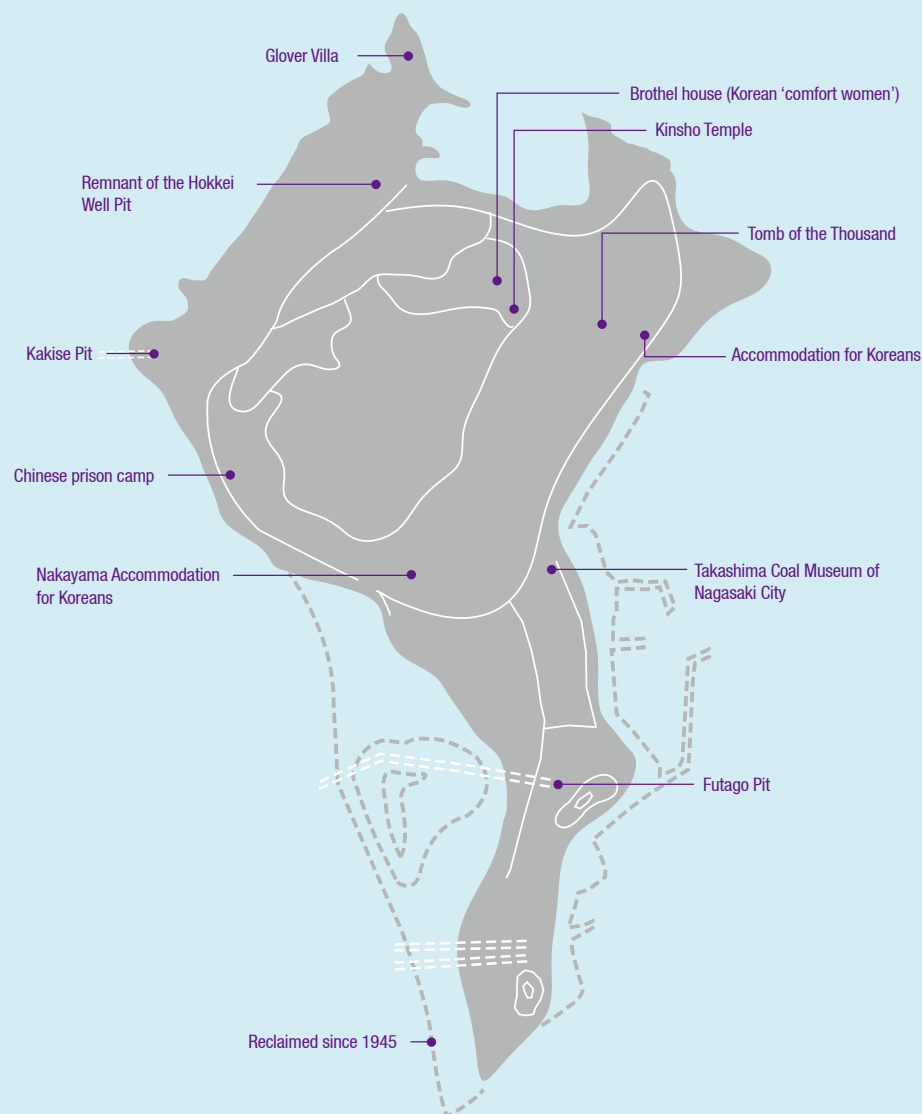 Glover Villa
Brothel house (Korean ‘comfort women’)
Kinsho Temple
Remnant of the Hokkei
Well Pit
Tomb of the Thousand
Kakise Pit
Accommodation for Koreans
Chinese prison camp
Nakayama Accommodation
for Koreans
Takashima Coal Museum of
Nagasaki City
Futago Pit
Reclaimed since 1945